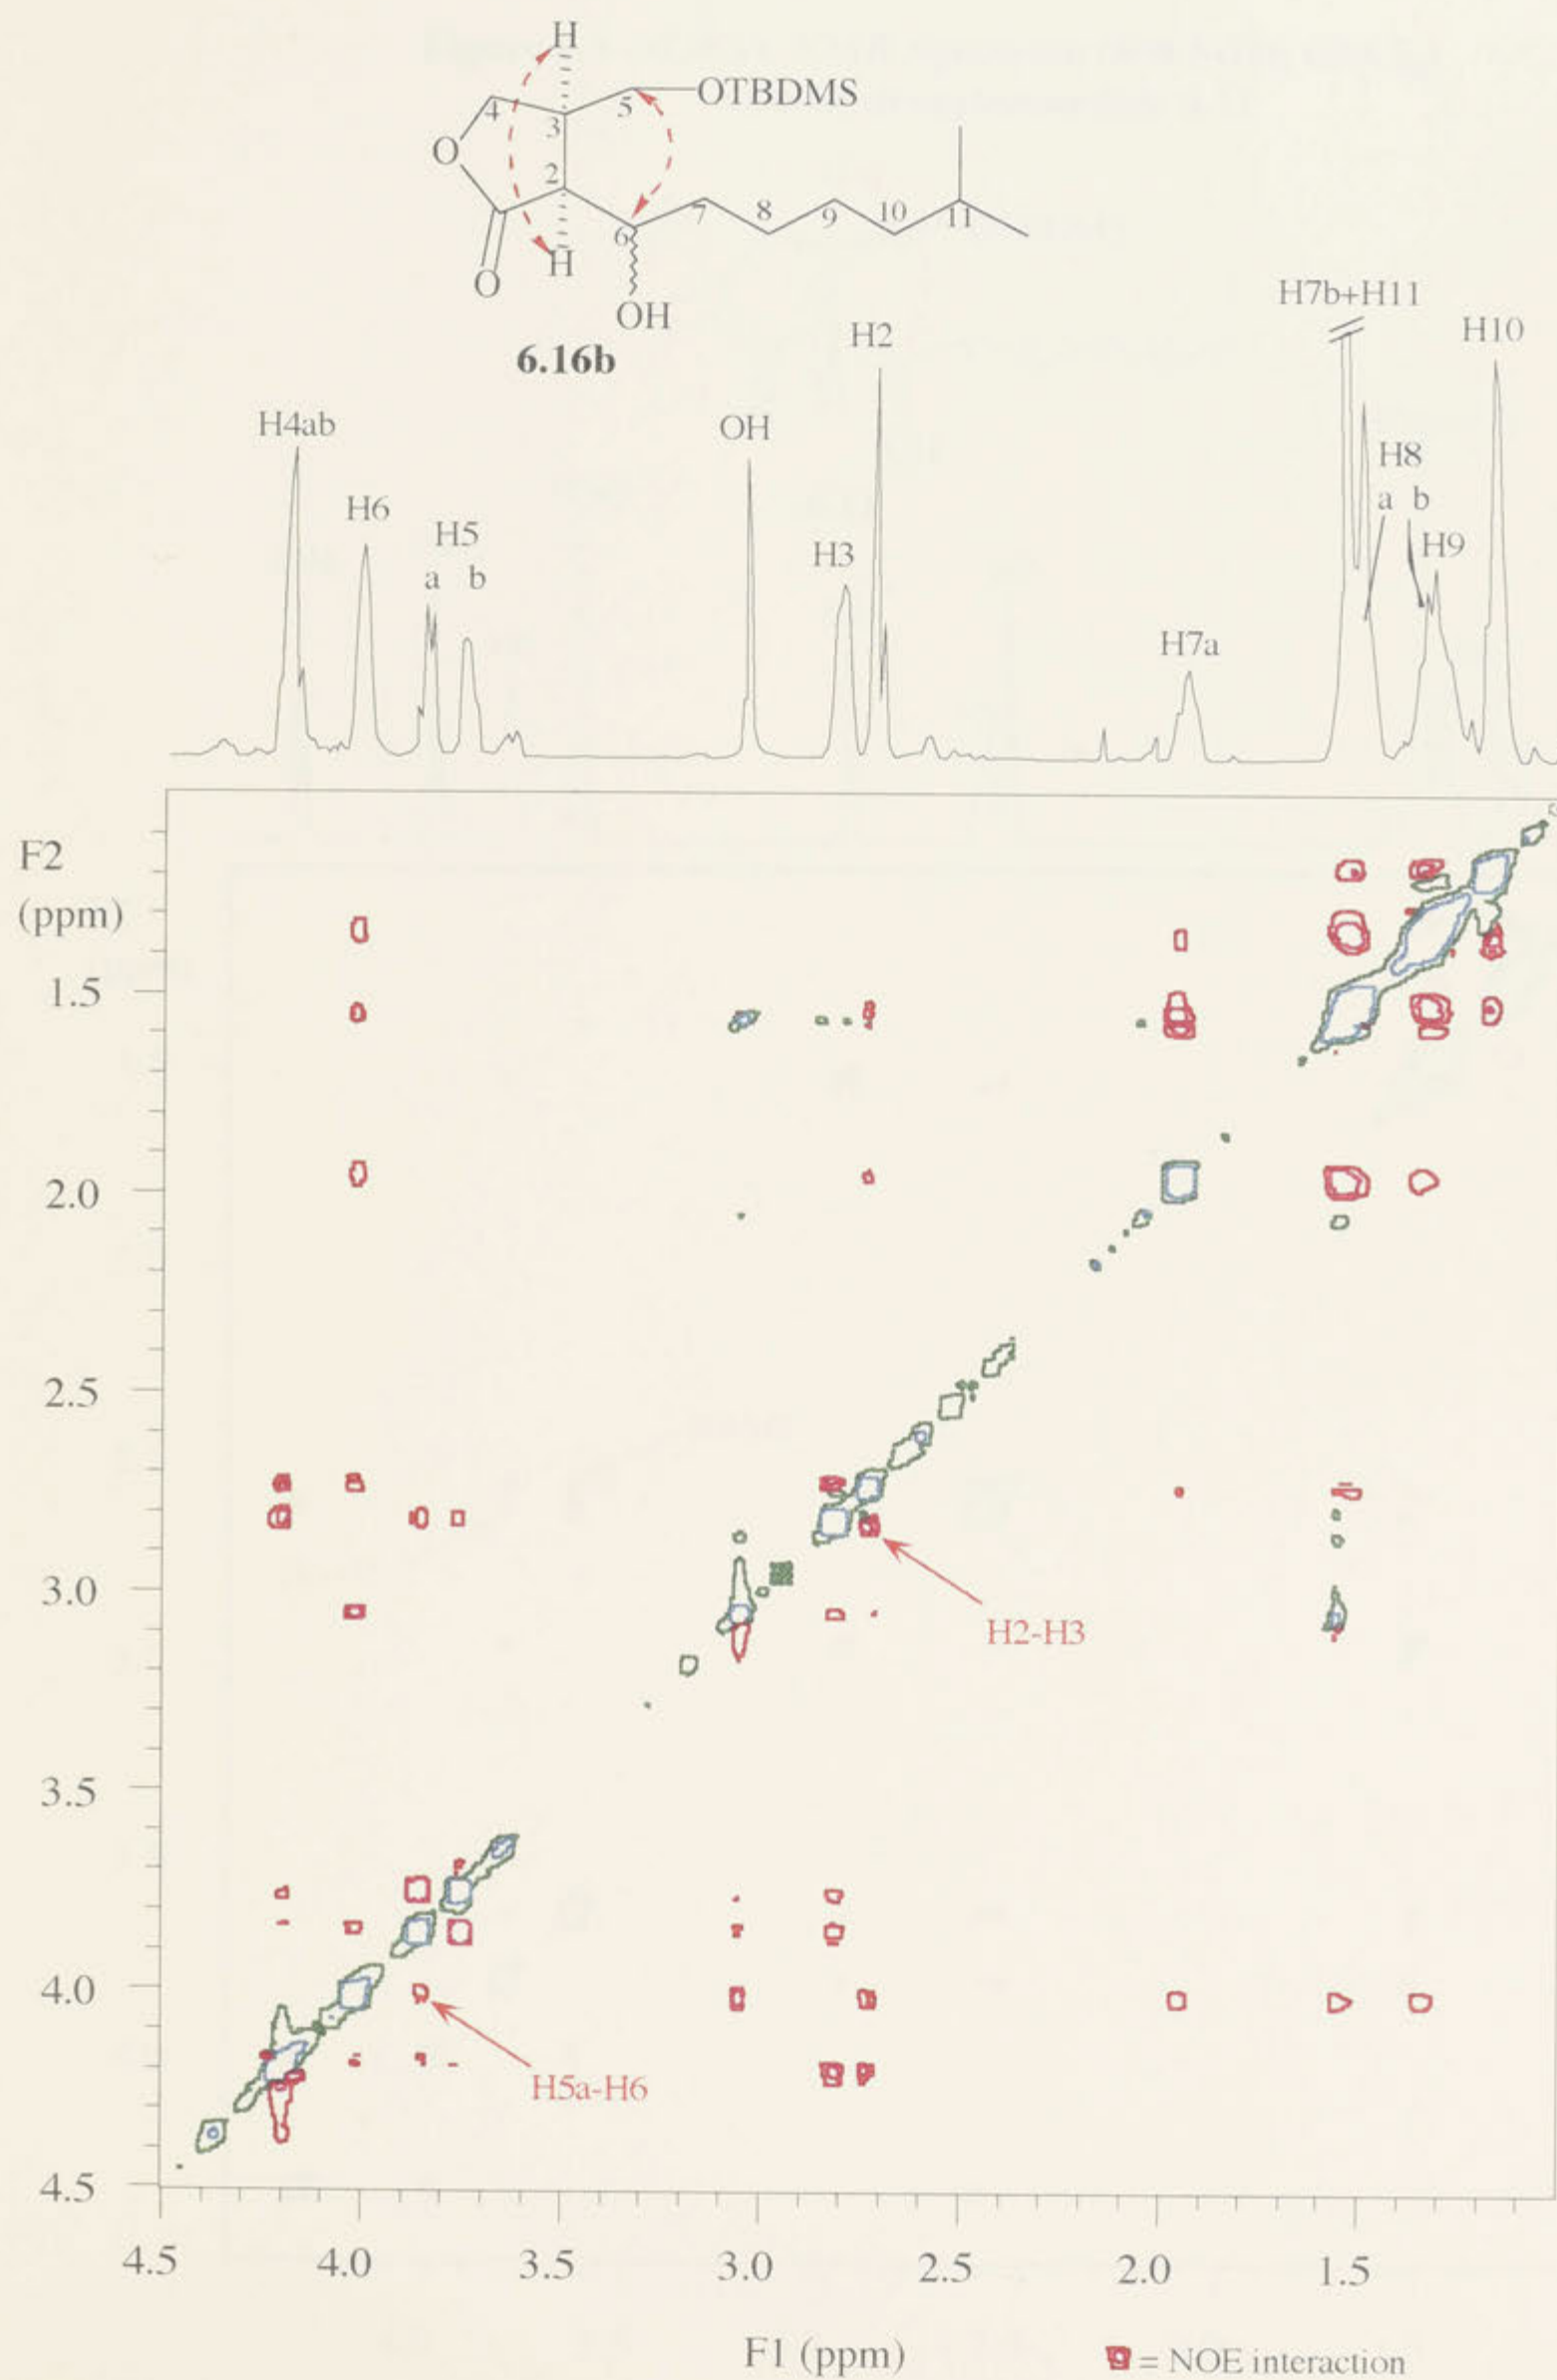 H
4
3
5
OTBDMS
O
2
6
7
8
9
10
11
H
O
OH
6.16b
H7b+H11
H2
H10
H4ab
OH
H8
H6
a b
H5
H3
H9
a b
H7a
F2
(ppm)
1.5
2.0
2.5
3.0
H2-H3
3.5
4.0
H5a-H6
4.5
4.5 4.0 3.5 3.0 2.5 2.0 1.5
F1 (ppm)
= NOE interaction